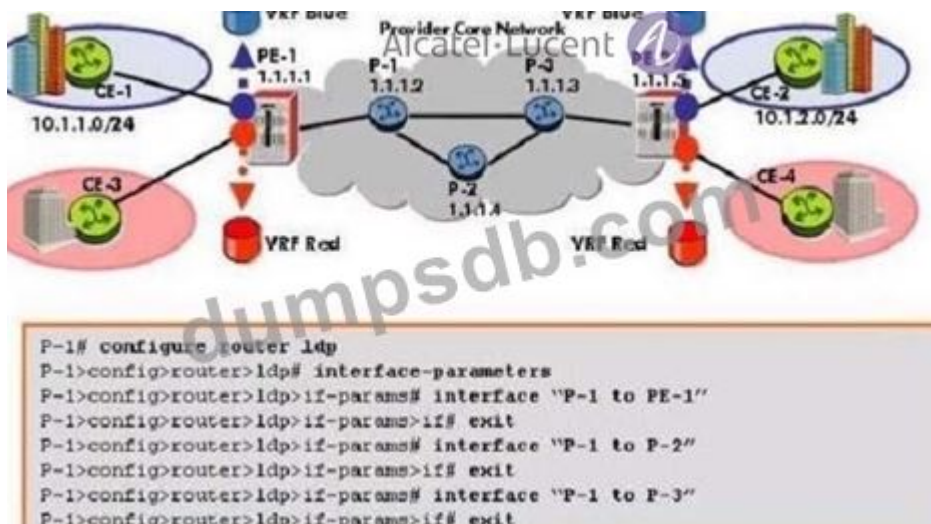 VRF Blue
VRF Blue
Provider Core Network
Alcatel-Lucent
PE-1
1.1.1.1
P-1
1.1.1.2
P-3
1.1.1.3
CE-1
10.1.1.0/24
CE-2
10.1.2.0/24
P-2
1.1.1.4
CE-3
CE-4
VRF Red
VRF Red
dumpsdb.com
P-1# configure router ldp
P-1>config>router>ldp# interface-parameters
P-1>config>router>ldp>if-params# interface "P-1 to PE-1"
P-1>config>router>ldp>if-params>if# exit
P-1>config>router>ldp>if-params# interface "P-1 to P-2"
P-1>config>router>ldp>if-params>if# exit
P-1>config>router>ldp>if-params# interface "P-1 to P-3"
P-1>config>router>ldp>if-params>if# exit